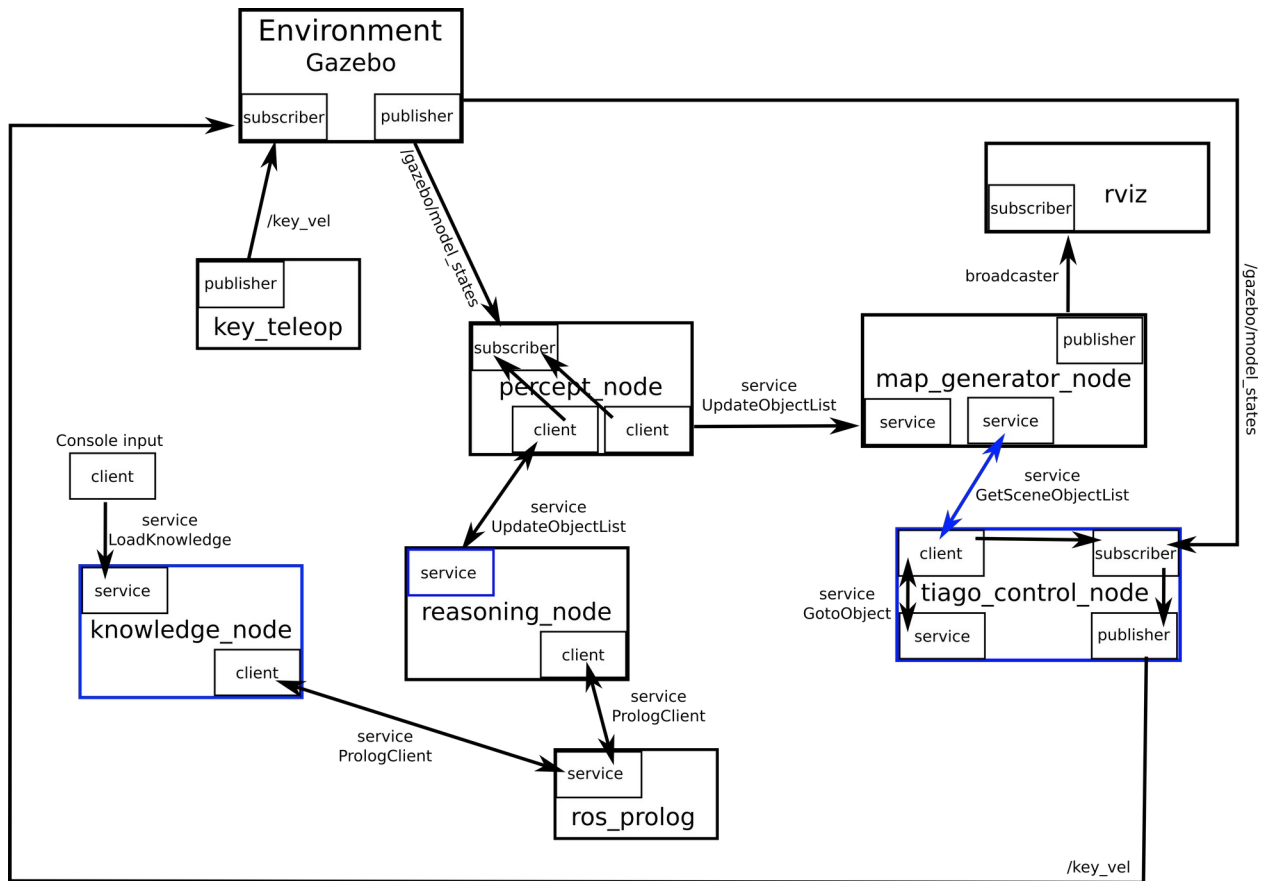 Environment
Gazebo
subscriber
publisher
/gazebo/model_states
/key_vel
publisher
key_teleop
subscriber
rviz
broadcaster
/gazebo/model_states
subscriber
percept_node
client
client
service
UpdateObjectList
publisher
map_generator_node
service
service
Console input
client
service
LoadKnowledge
service
UpdateObjectList
service
GetSceneObjectList
service
knowledge_node
client
service
reasoning_node
client
client
subscriber
service
GotoObject
tiago_control_node
service
publisher
service
PrologClient
service
PrologClient
service
ros_prolog
/key_vel